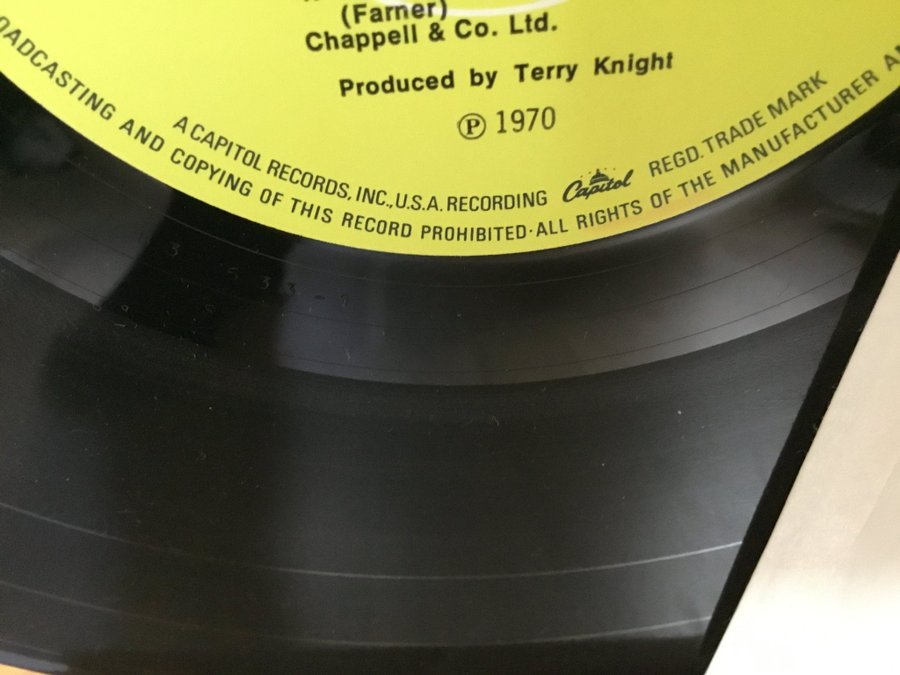 (Farner)
Chappell & Co. Ltd.
Produced by Terry Knight
Ⓟ 1970
A CAPITOL RECORDS, INC., U.S.A. RECORDING Capitol REGD. TRADE MARK
OADCASTING AND COPYING OF THIS RECORD PROHIBITED·ALL RIGHTS OF THE MANUFACTURER A